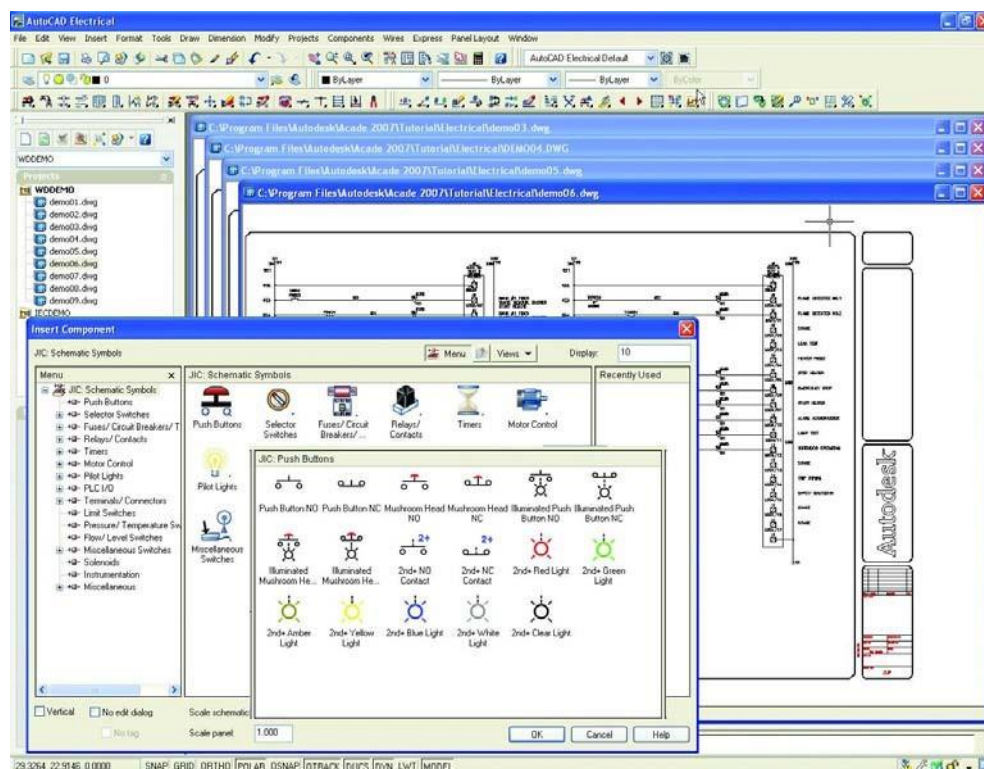 AutoCAD Electrical
File Edit View Insert Format Tools Draw Dimension Modify Projects Components Wires Express Panel Layout Window
AutoCAD Electrical Default
0 ByLayer ByLayer ByLayer ByColor
WDDEMO
Projects
WDDEMO
demo01.dwg
demo02.dwg
demo03.dwg
demo04.dwg
demo05.dwg
demo06.dwg
demo07.dwg
demo08.dwg
demo09.dwg
IECDEMO
C:\Program Files\Autodesk\Acade 2007\Tutorial\Electrical\demo03.dwg
C:\Program Files\Autodesk\Acade 2007\Tutorial\Electrical\DEMO04.DWG
C:\Program Files\Autodesk\Acade 2007\Tutorial\Electrical\demo05.dwg
C:\Program Files\Autodesk\Acade 2007\Tutorial\Electrical\demo06.dwg
Autodesk
Insert Component
JIC: Schematic Symbols
Menu Views Display: 10
Menu X
JIC: Schematic Symbols
Push Buttons
Selector Switches
Fuses/ Circuit Breakers/ T
Relays/ Contacts
Timers
Motor Control
Pilot Lights
PLC I/O
Terminals/ Connectors
Limit Switches
Pressure/ Temperature Sw
Flow/ Level Switches
Miscellaneous Switches
Solenoids
Instrumentation
Miscellaneous
JIC: Schematic Symbols
Recently Used
Push Buttons
Selector Switches
Fuses/ Circuit Breakers/ ...
Relays/ Contacts
Timers
Motor Control
Pilot Lights
Miscellaneous Switches
JIC: Push Buttons
Push Button NO
Push Button NC
Mushroom Head NO
Mushroom Head NC
Illuminated Push Button NO
Illuminated Push Button NC
Illuminated Mushroom He...
Illuminated Mushroom He...
2+
2nd+ NO Contact
2+
2nd+ NC Contact
2nd+ Red Light
2nd+ Green Light
2nd+ Amber Light
2nd+ Yellow Light
2nd+ Blue Light
2nd+ White Light
2nd+ Clear Light
Vertical No edit dialog Scale schematic
No tag Scale panel: 1.000
OK Cancel Help
29.3264, 22.9146, 0.0000 SNAP GRID ORTHO POLAR OSNAP OTRACK DUCS DYN LWT MODEL